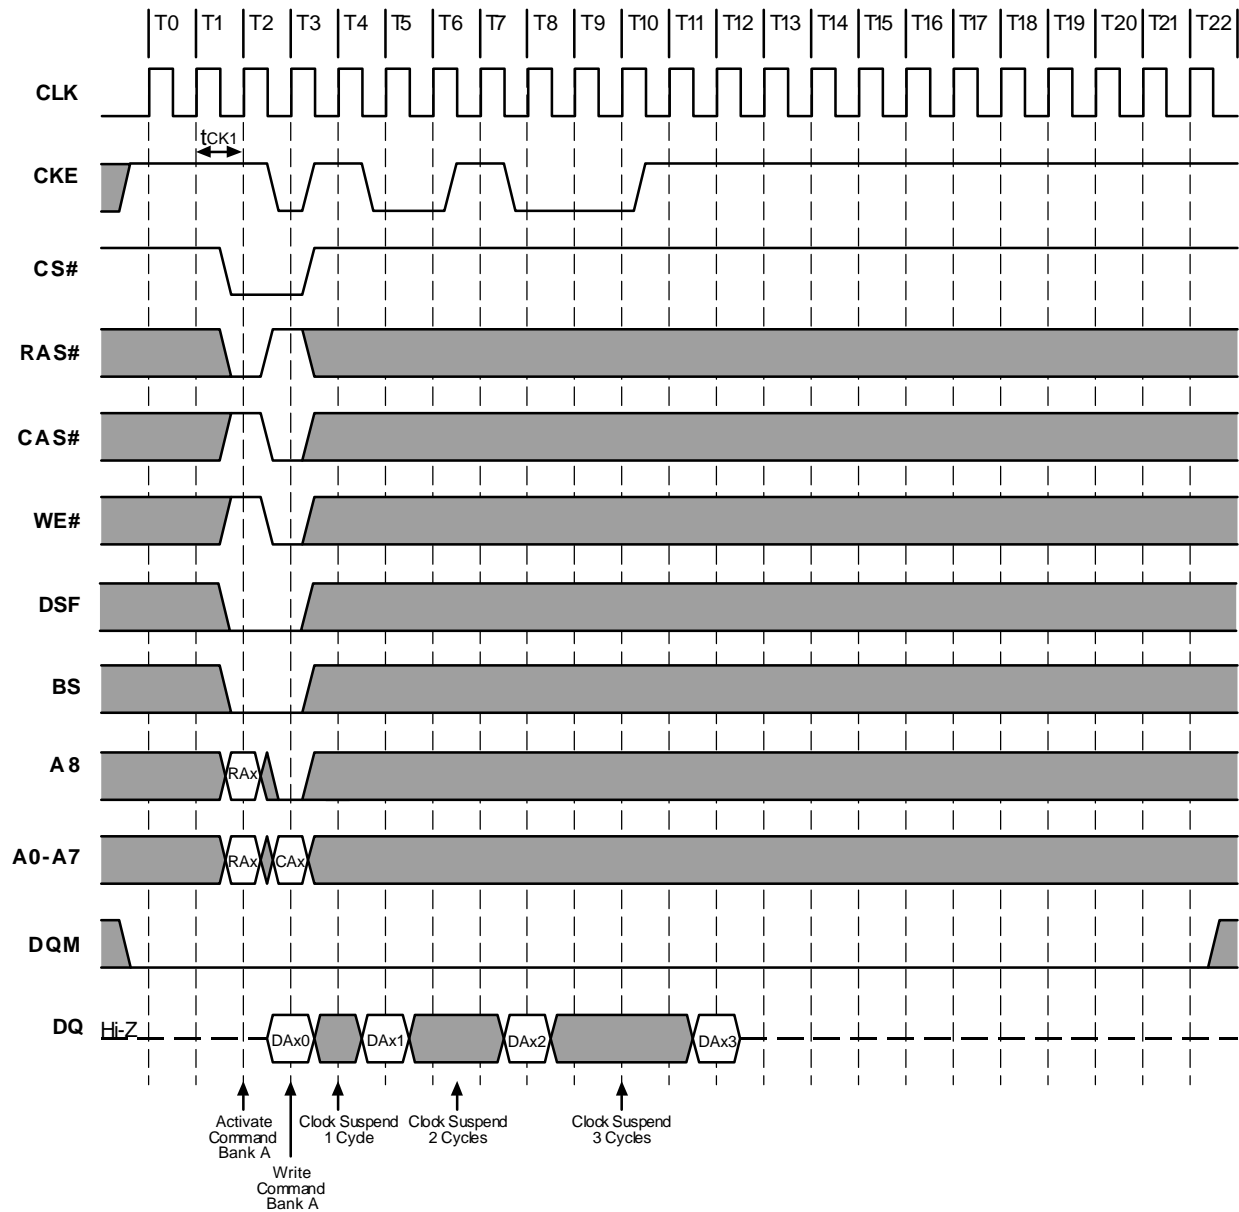 T0 T1 T2 T3 T4 T5 T6 T7 T8 T9 T10 T11 T12 T13 T14 T15 T16 T17 T18 T19 T20 T21 T22
CLK
tCK1
CKE
CS#
RAS#
CAS#
WE#
DSF
BS
A8
RAx
A0-A7
RAx CAx
DQM
DQ Hi-Z
DAx0 DAx1 DAx2 DAx3
Activate
Command
Bank A
Write
Command
Bank A
Clock Suspend
1 Cycle
Clock Suspend
2 Cycles
Clock Suspend
3 Cycles